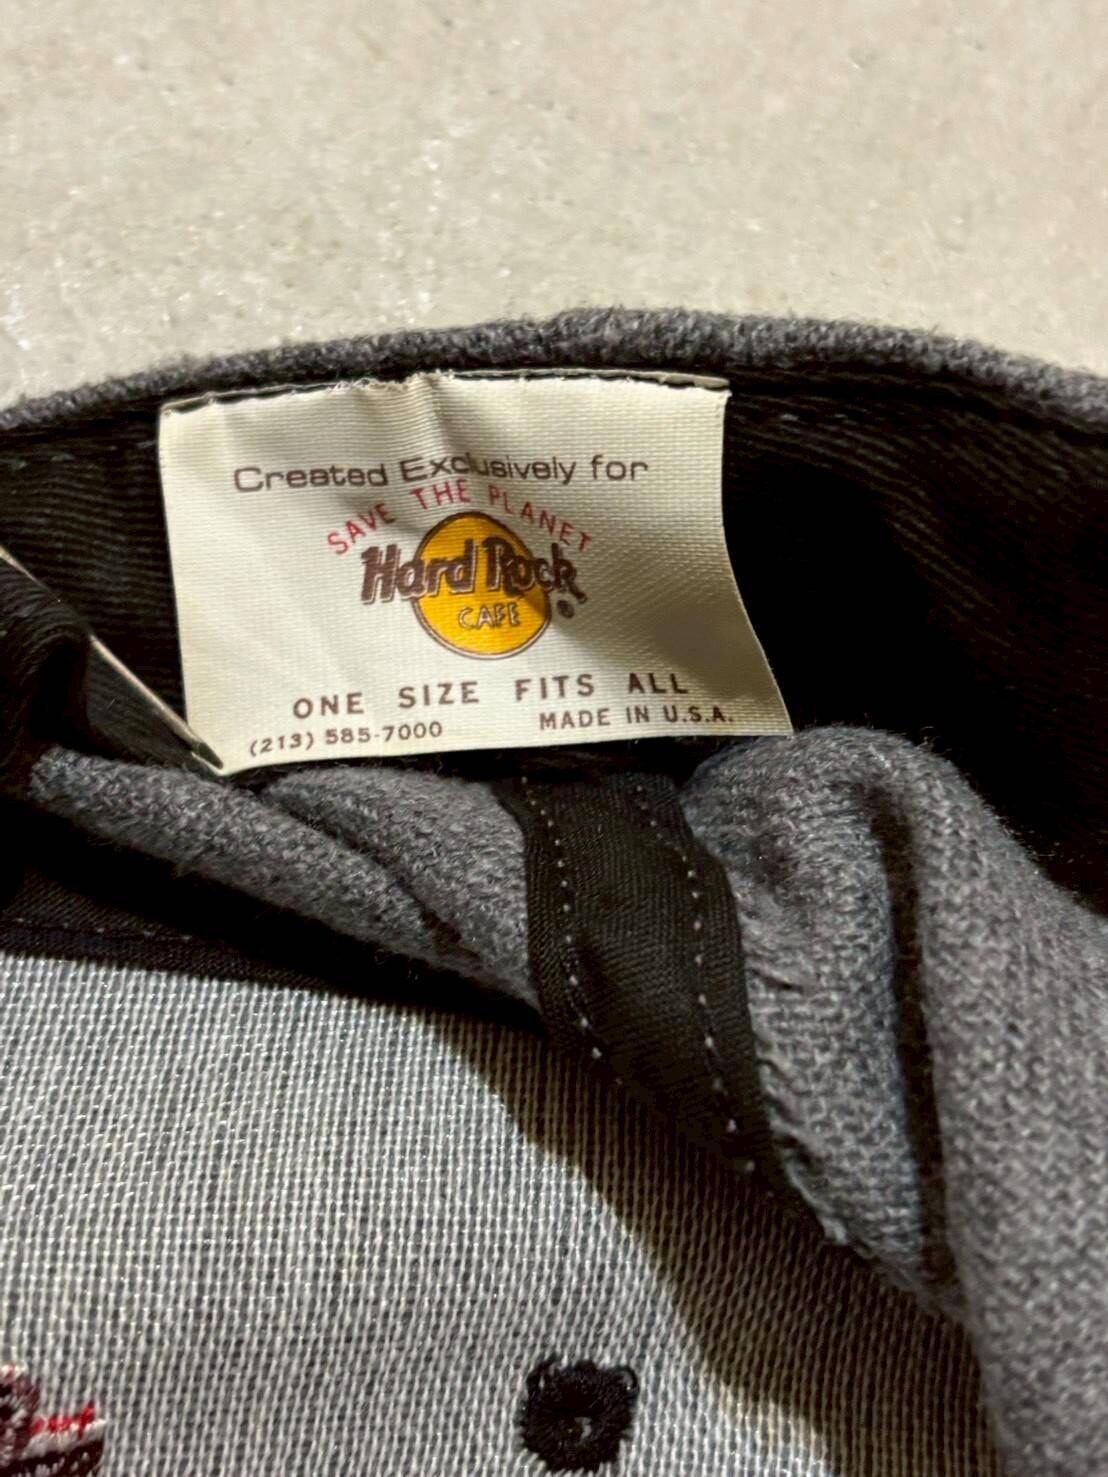 Created Exclusively for
SAVE THE PLANET
Hard Rock
CAFE ®
ONE SIZE FITS ALL
(213) 585-7000 MADE IN U.S.A.